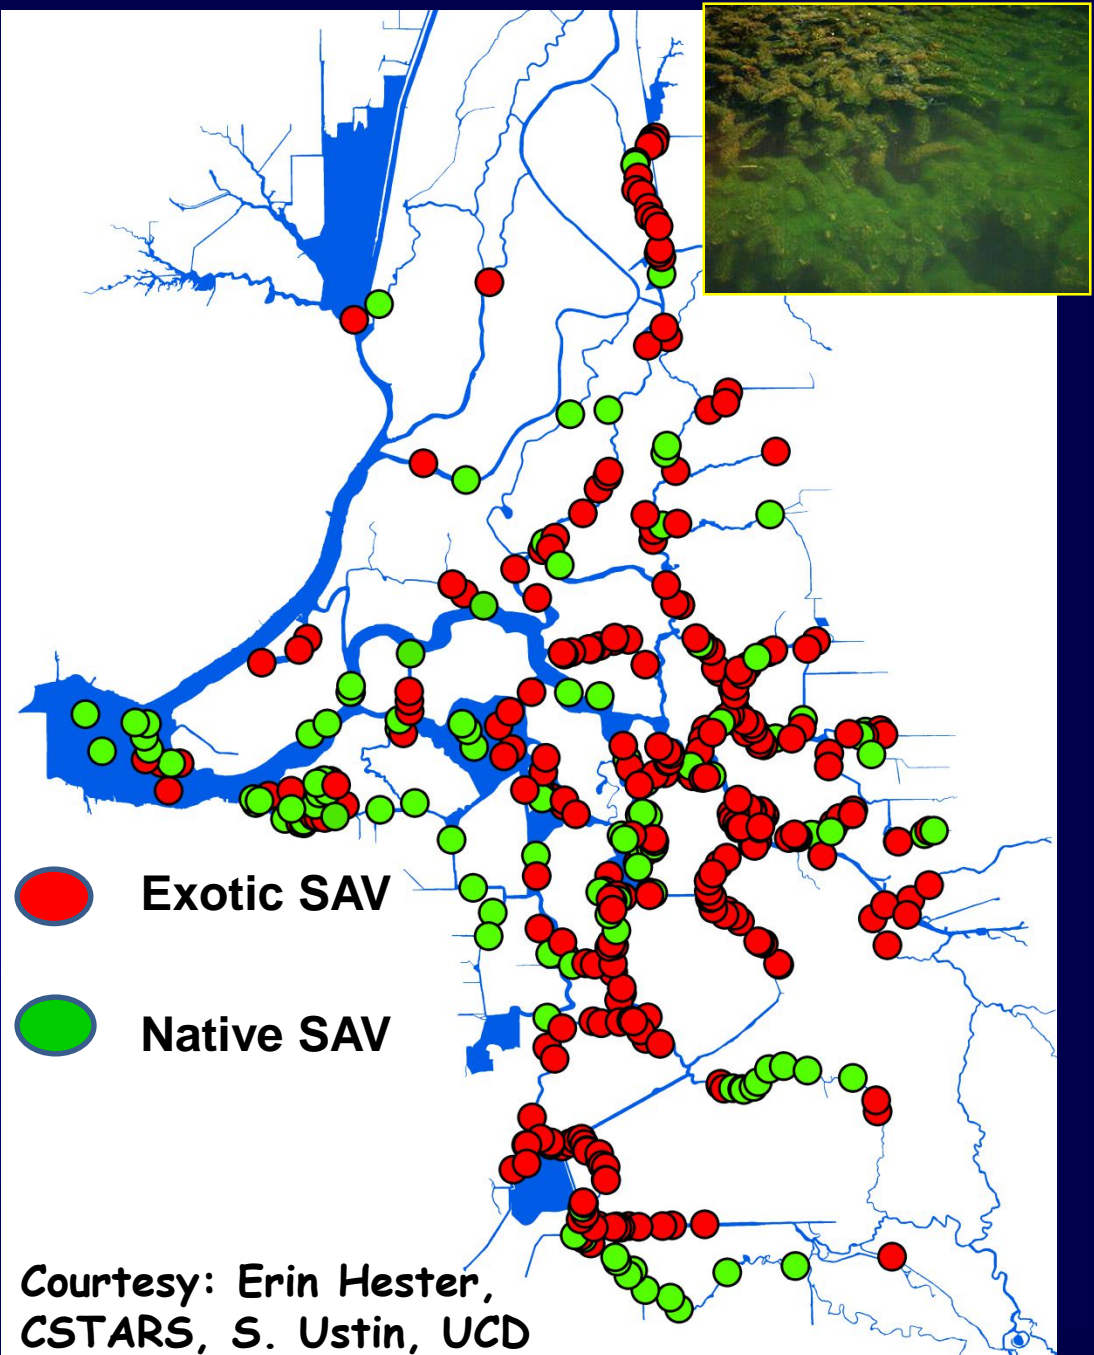 Exotic SAV
Native SAV
Courtesy: Erin Hester,
CSTARS, S. Ustin, UCD